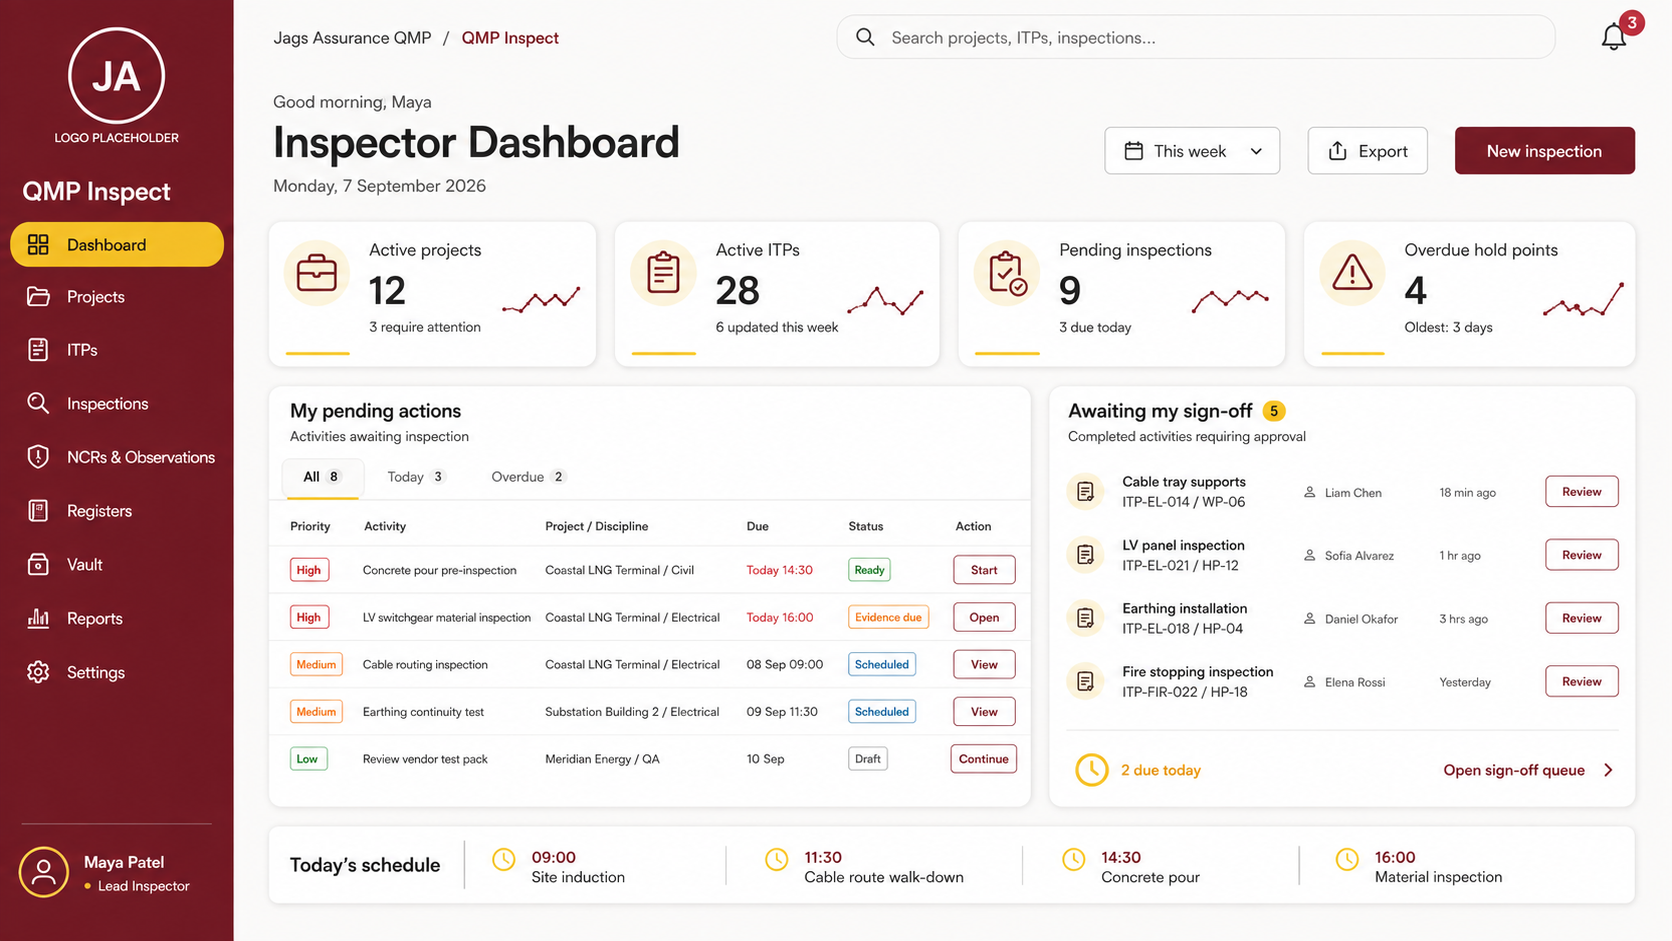 JA
LOGO PLACEHOLDER
QMP Inspect
Dashboard
Projects
ITPs
Inspections
NCRs & Observations
Registers
Vault
Reports
Settings
Maya Patel
Lead Inspector
Jags Assurance QMP / QMP Inspect
Search projects, ITPs, inspections...
3
Good morning, Maya
Inspector Dashboard
Monday, 7 September 2026
This week
Export
New inspection
Active projects
12
3 require attention
Active ITPs
28
6 updated this week
Pending inspections
9
3 due today
Overdue hold points
4
Oldest: 3 days
My pending actions
Activities awaiting inspection
All 8 Today 3 Overdue 2
Priority Activity Project / Discipline Due Status Action
High Concrete pour pre-inspection Coastal LNG Terminal / Civil Today 14:30 Ready Start
High LV switchgear material inspection Coastal LNG Terminal / Electrical Today 16:00 Evidence due Open
Medium Cable routing inspection Coastal LNG Terminal / Electrical 08 Sep 09:00 Scheduled View
Medium Earthing continuity test Substation Building 2 / Electrical 09 Sep 11:30 Scheduled View
Low Review vendor test pack Meridian Energy / QA 10 Sep Draft Continue
Awaiting my sign-off 5
Completed activities requiring approval
Cable tray supports
ITP-EL-014 / WP-06
Liam Chen 18 min ago Review
LV panel inspection
ITP-EL-021 / HP-12
Sofia Alvarez 1 hr ago Review
Earthing installation
ITP-EL-018 / HP-04
Daniel Okafor 3 hrs ago Review
Fire stopping inspection
ITP-FIR-022 / HP-18
Elena Rossi Yesterday Review
2 due today
Open sign-off queue
Today's schedule
09:00
Site induction
11:30
Cable route walk-down
14:30
Concrete pour
16:00
Material inspection